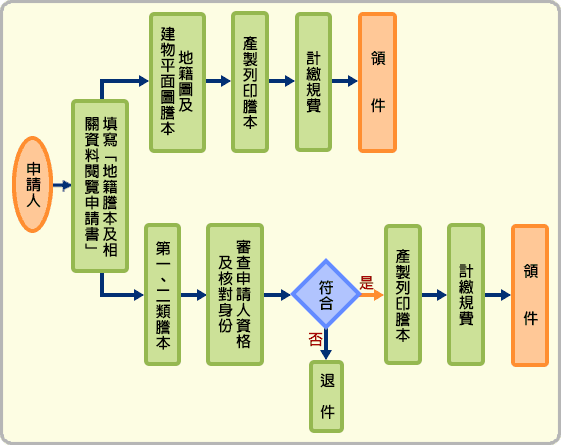 申請人
填寫「地籍謄本及相
關資料閱覽申請書」
地籍圖及
建物平面圖謄本
產製列印謄本
計繳規費
領件
第一、二類謄本
審查申請人資格
及核對身份
符合
是
否
退件
產製列印謄本
計繳規費
領件